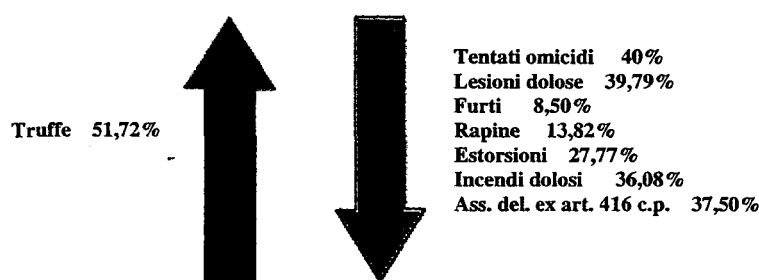 Truffe 51,72%
Tentati omicidi 40%
Lesioni dolose 39,79%
Furti 8,50%
Rapine 13,82%
Estorsioni 27,77%
Incendi dolosi 36,08%
Ass. del. ex art. 416 c.p. 37,50%